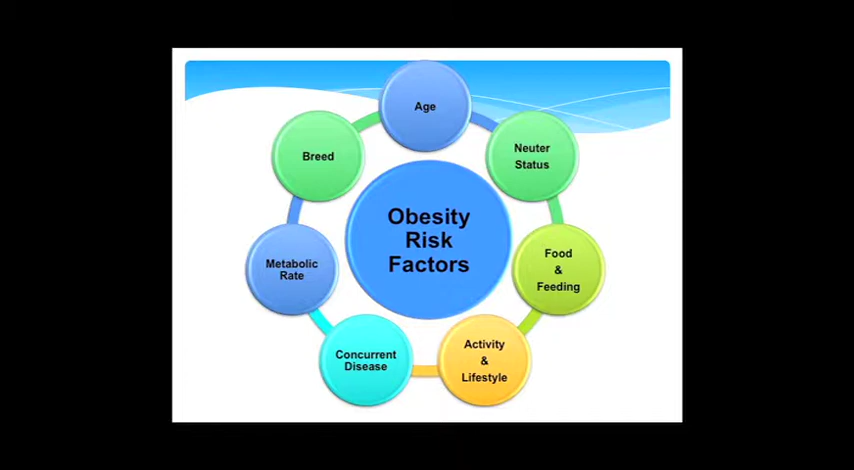 Age
Neuter
Status
Food
&
Feeding
Activity
&
Lifestyle
Concurrent
Disease
Metabolic
Rate
Breed
Obesity
Risk
Factors